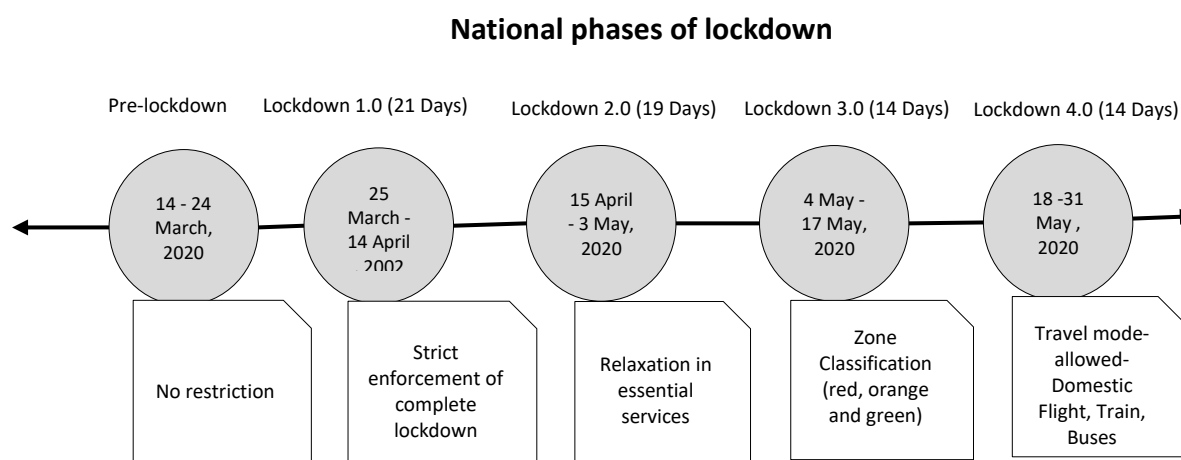 National phases of lockdown
Pre-lockdown
Lockdown 1.0 (21 Days)
Lockdown 2.0 (19 Days)
Lockdown 3.0 (14 Days)
Lockdown 4.0 (14 Days)
14 - 24
March,
2020
25
March -
14 April
, 2002
15 April
- 3 May,
2020
4 May -
17 May,
2020
18 -31
May ,
2020
No restriction
Strict
enforcement of
complete
lockdown
Relaxation in
essential
services
Zone
Classification
(red, orange
and green)
Travel mode-
allowed-
Domestic
Flight, Train,
Buses